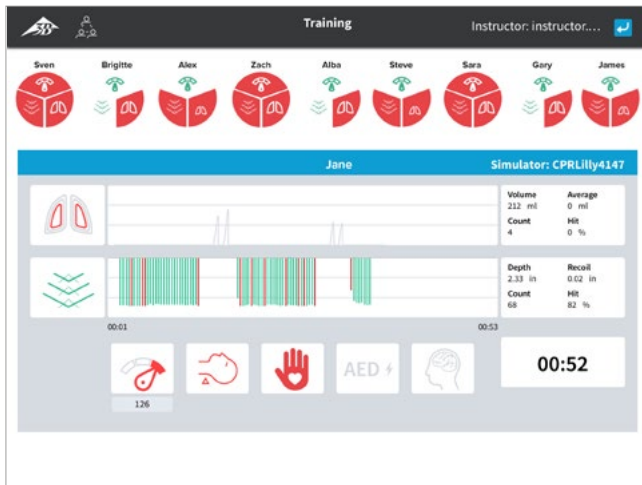 3B
Training
Instructor: instructor....
Sven Brigitte Alex Zach Alba Steve Sara Gary James
Jane
Simulator: CPRLilly4147
Volume Average
212 ml 0 ml
Count Hit
4 0 %
Depth Recoil
2.33 in 0.02 in
Count Hit
68 82 %
00:01 00:53
AED
00:52
126